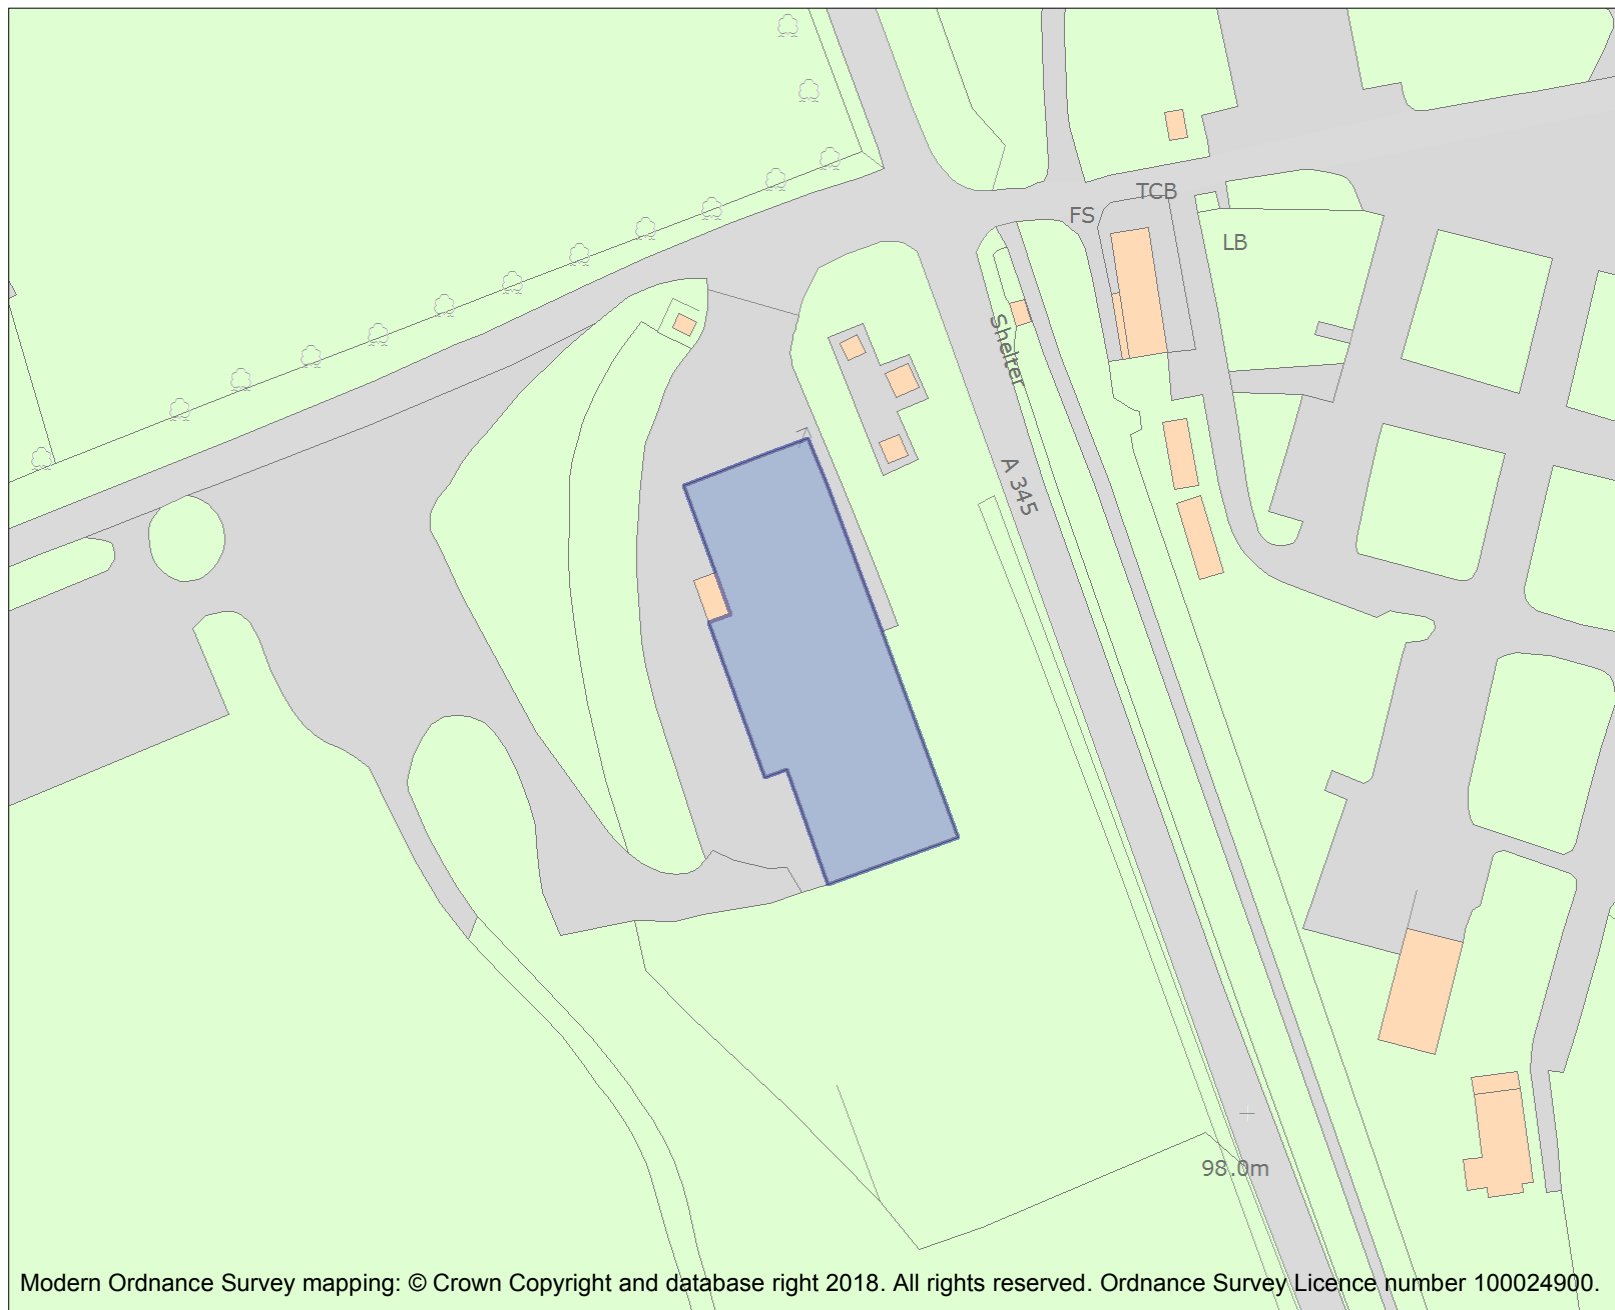 TCB
FS
LB
Shelter
A 345
98.0m
Modern Ordnance Survey mapping: © Crown Copyright and database right 2018. All rights reserved. Ordnance Survey Licence number 100024900.